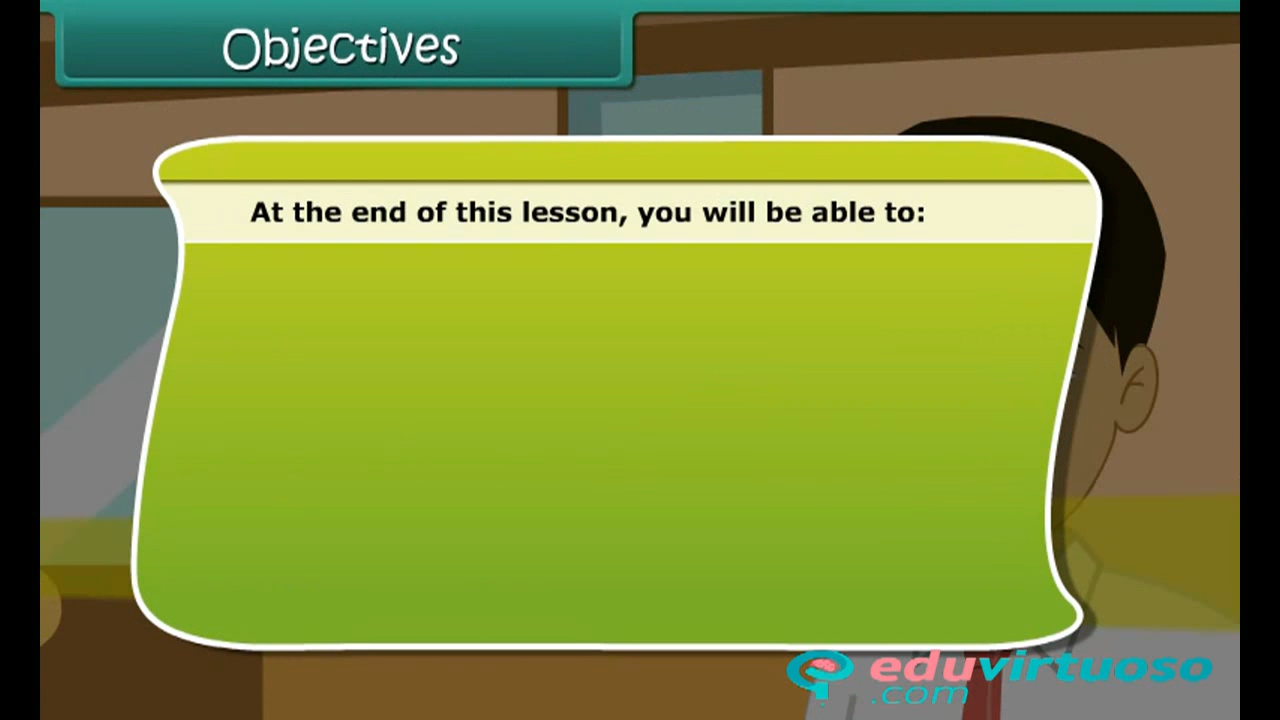 Objectives
At the end of this lesson, you will be able to:
eduvirtuoso
.com